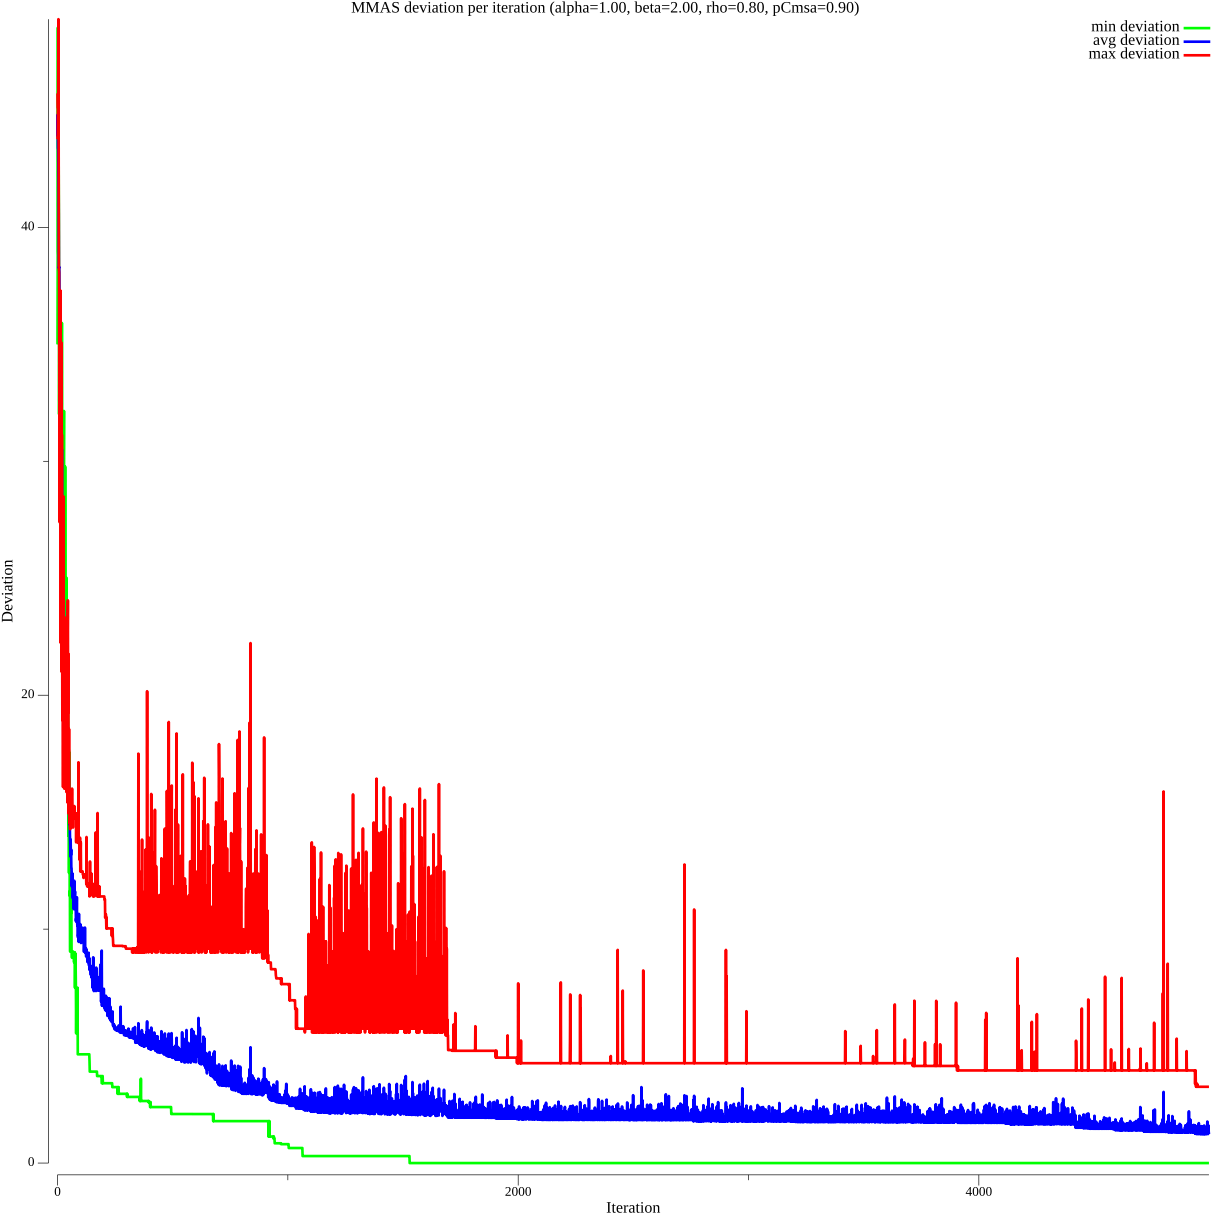 MMAS deviation per iteration (alpha=1.00, beta=2.00, rho=0.80, pCmsa=0.90)
min deviation
avg deviation
max deviation
40
20
0
Deviation
0 2000 4000
Iteration